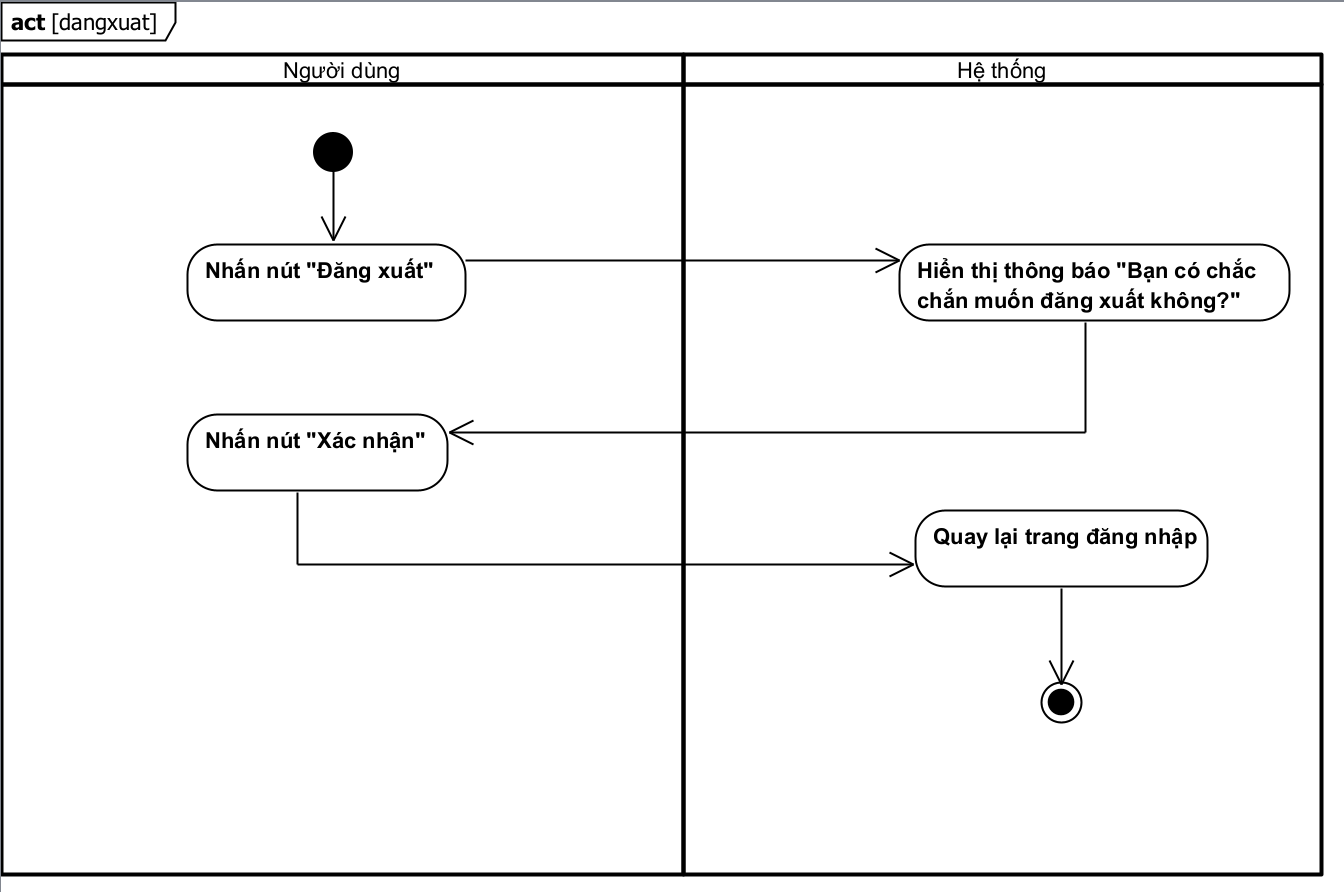 act [dangxuat]
Người dùng
Hệ thống
Nhấn nút "Đăng xuất"
Hiển thị thông báo "Bạn có chắc
chắn muốn đăng xuất không?"
Nhấn nút "Xác nhận"
Quay lại trang đăng nhập